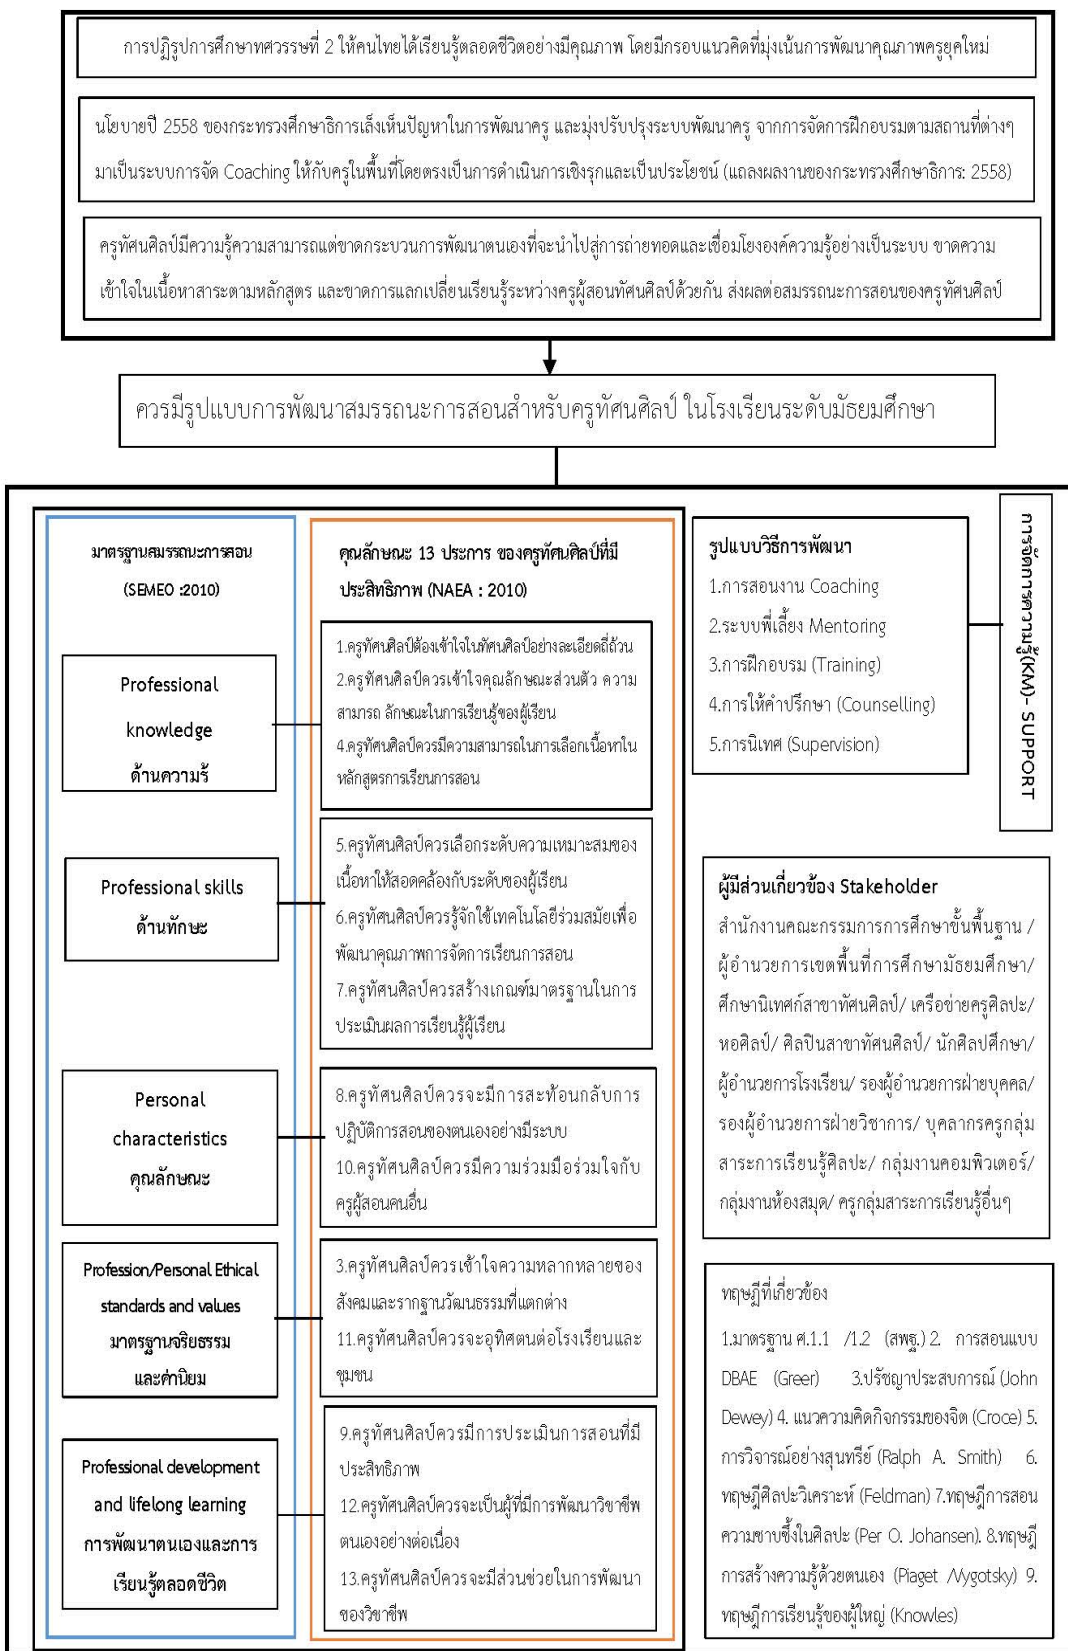 การปฏิรูปการศึกษาทศวรรษที่ 2 ให้คนไทยได้เรียนรู้ตลอดชีวิตอย่างมีคุณภาพ โดยมีกรอบแนวคิดที่มุ่งเน้นการพัฒนาคุณภาพครูยุคใหม่
นโยบายปี 2558 ของกระทรวงศึกษาธิการเล็งเห็นปัญหาในการพัฒนาครู และมุ่งปรับปรุงระบบพัฒนาครู จากการจัดการฝึกอบรมตามสถานที่ต่างๆ
มาเป็นระบบการจัด Coaching ให้กับครูในพื้นที่โดยตรงเป็นการดำเนินการเชิงรุกและเป็นประโยชน์ (แถลงผลงานของกระทรวงศึกษาธิการ: 2558)
ครูทัศนศิลป์มีความรู้ความสามารถแต่ขาดกระบวนการพัฒนาตนเองที่จะนำไปสู่การถ่ายทอดและเชื่อมโยงองค์ความรู้อย่างเป็นระบบ ขาดความ
เข้าใจในเนื้อหาสาระตามหลักสูตร และขาดการแลกเปลี่ยนเรียนรู้ระหว่างครูผู้สอนทัศนศิลป์ด้วยกัน ส่งผลต่อสมรรถนะการสอนของครูทัศนศิลป์
ควรมีรูปแบบการพัฒนาสมรรถนะการสอนสำหรับครูทัศนศิลป์ ในโรงเรียนระดับมัธยมศึกษา
มาตรฐานสมรรถนะการสอน
(SEMEO :2010)
Professional
knowledge
ด้านความรู้
Professional skills
ด้านทักษะ
Personal
characteristics
คุณลักษณะ
Profession/Personal Ethical
standards and values
มาตรฐานจริยธรรม
และค่านิยม
Professional development
and lifelong learning
การพัฒนาตนเองและการ
เรียนรู้ตลอดชีวิต
คุณลักษณะ 13 ประการ ของครูทัศนศิลป์ที่มี
ประสิทธิภาพ (NAEA : 2010)
1.ครูทัศนศิลป์ต้องเข้าใจในทัศนศิลป์อย่างละเอียดถี่ถ้วน
2.ครูทัศนศิลป์ควรเข้าใจคุณลักษณะส่วนตัว ความ
สามารถ ลักษณะในการเรียนรู้ของผู้เรียน
4.ครูทัศนศิลป์ควรมีความสามารถในการเลือกเนื้อหาใน
หลักสูตรการเรียนการสอน
5.ครูทัศนศิลป์ควรเลือกระดับความเหมาะสมของ
เนื้อหาให้สอดคล้องกับระดับของผู้เรียน
6.ครูทัศนศิลป์ควรรู้จักใช้เทคโนโลยีร่วมสมัยเพื่อ
พัฒนาคุณภาพการจัดการเรียนการสอน
7.ครูทัศนศิลป์ควรสร้างเกณฑ์มาตรฐานในการ
ประเมินผลการเรียนรู้ผู้เรียน
8.ครูทัศนศิลป์ควรจะมีการสะท้อนกลับการ
ปฏิบัติการสอนของตนเองอย่างมีระบบ
10.ครูทัศนศิลป์ควรมีความร่วมมือร่วมใจกับ
ครูผู้สอนคนอื่น
3.ครูทัศนศิลป์ควรเข้าใจความหลากหลายของ
สังคมและรากฐานวัฒนธรรมที่แตกต่าง
11.ครูทัศนศิลป์ควรจะอุทิศตนต่อโรงเรียนและ
ชุมชน
9.ครูทัศนศิลป์ควรมีการประเมินการสอนที่มี
ประสิทธิภาพ
12.ครูทัศนศิลป์ควรจะเป็นผู้ที่มีการพัฒนาวิชาชีพ
ตนเองอย่างต่อเนื่อง
13.ครูทัศนศิลป์ควรจะมีส่วนช่วยในการพัฒนา
ของวิชาชีพ
รูปแบบวิธีการพัฒนา
1.การสอนงาน Coaching
2.ระบบพี่เลี้ยง Mentoring
3.การฝึกอบรม (Training)
4.การให้คำปรึกษา (Counselling)
5.การนิเทศ (Supervision)
การจัดการความรู้(KM)- SUPPORT
ผู้มีส่วนเกี่ยวข้อง Stakeholder
สำนักงานคณะกรรมการการศึกษาขั้นพื้นฐาน /
ผู้อำนวยการเขตพื้นที่การศึกษามัธยมศึกษา/
ศึกษานิเทศก์สาขาทัศนศิลป์/ เครือข่ายครูศิลปะ/
หอศิลป์/ ศิลปินสาขาทัศนศิลป์/ นักศิลปศึกษา/
ผู้อำนวยการโรงเรียน/ รองผู้อำนวยการฝ่ายบุคคล/
รองผู้อำนวยการฝ่ายวิชาการ/ บุคลากรครูกลุ่ม
สาระการเรียนรู้ศิลปะ/ กลุ่มงานคอมพิวเตอร์/
กลุ่มงานห้องสมุด/ ครูกลุ่มสาระการเรียนรู้อื่นๆ
ทฤษฎีที่เกี่ยวข้อง
1.มาตรฐาน ศ.1.1 /1.2 (สพฐ.) 2. การสอนแบบ
DBAE (Greer) 3.ปรัชญาประสบการณ์ (John
Dewey) 4. แนวความคิดกิจกรรมของจิต (Croce) 5.
การวิจารณ์อย่างสุนทรีย์ (Ralph A. Smith) 6.
ทฤษฎีศิลปะวิเคราะห์ (Feldman) 7.ทฤษฎีการสอน
ความซาบซึ้งในศิลปะ (Per O. Johansen). 8.ทฤษฎี
การสร้างความรู้ด้วยตนเอง (Piaget /Vygotsky) 9.
ทฤษฎีการเรียนรู้ของผู้ใหญ่ (Knowles)